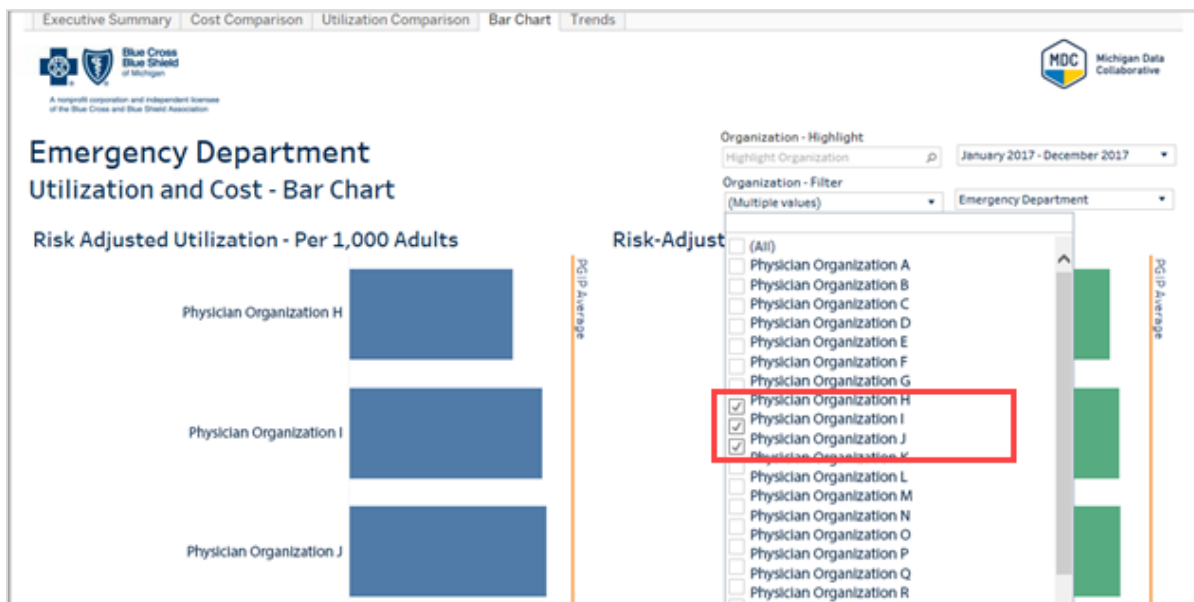 Executive Summary Cost Comparison Utilization Comparison Bar Chart Trends
Blue Cross
Blue Shield
of Michigan
A nonprofit corporation and independent licensee
of the Blue Cross and Blue Shield Association
MDC
Michigan Data
Collaborative
Emergency Department
Utilization and Cost - Bar Chart
Organization - Highlight
Highlight Organization
January 2017 - December 2017
Organization - Filter
(Multiple values)
Emergency Department
Risk Adjusted Utilization - Per 1,000 Adults
Risk-Adjust
(All)
Physician Organization A
Physician Organization B
Physician Organization C
Physician Organization D
Physician Organization E
Physician Organization F
Physician Organization G
Physician Organization H
Physician Organization I
Physician Organization J
Physician Organization K
Physician Organization L
Physician Organization M
Physician Organization N
Physician Organization O
Physician Organization P
Physician Organization Q
Physician Organization R
PGIP Average
PGIP Average
Physician Organization H
Physician Organization I
Physician Organization J